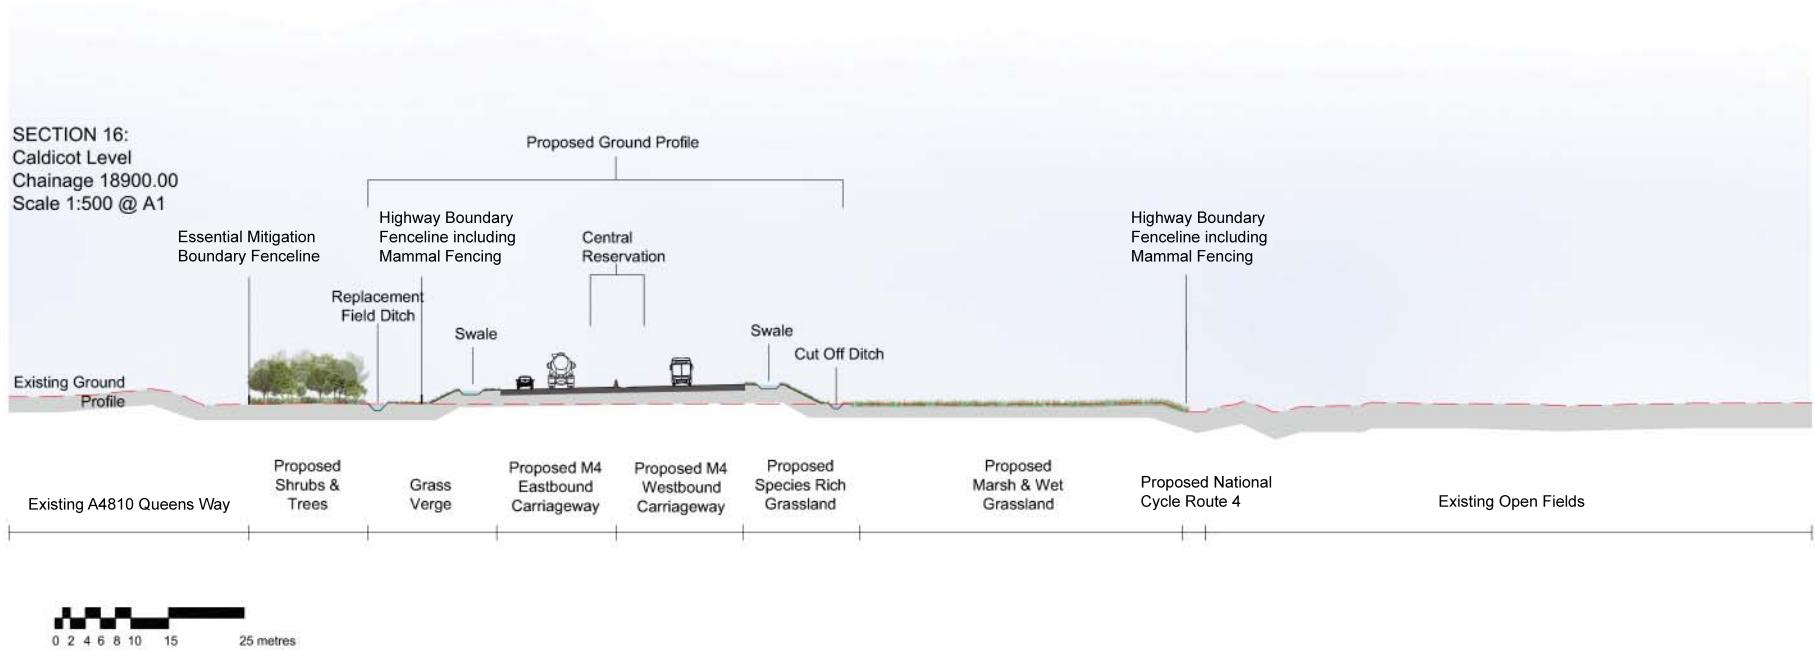 SECTION 16:
Caldicot Level
Chainage 18900.00
Scale 1:500 @ A1
Proposed Ground Profile
Essential Mitigation
Boundary Fenceline
Highway Boundary
Fenceline including
Mammal Fencing
Central
Reservation
Highway Boundary
Fenceline including
Mammal Fencing
Replacement
Field Ditch
Swale
Swale
Cut Off Ditch
Existing Ground
Profile
Existing A4810 Queens Way
Proposed
Shrubs &
Trees
Grass
Verge
Proposed M4
Eastbound
Carriageway
Proposed M4
Westbound
Carriageway
Proposed
Species Rich
Grassland
Proposed
Marsh & Wet
Grassland
Proposed National
Cycle Route 4
Existing Open Fields
0 2 4 6 8 10 15 25 metres